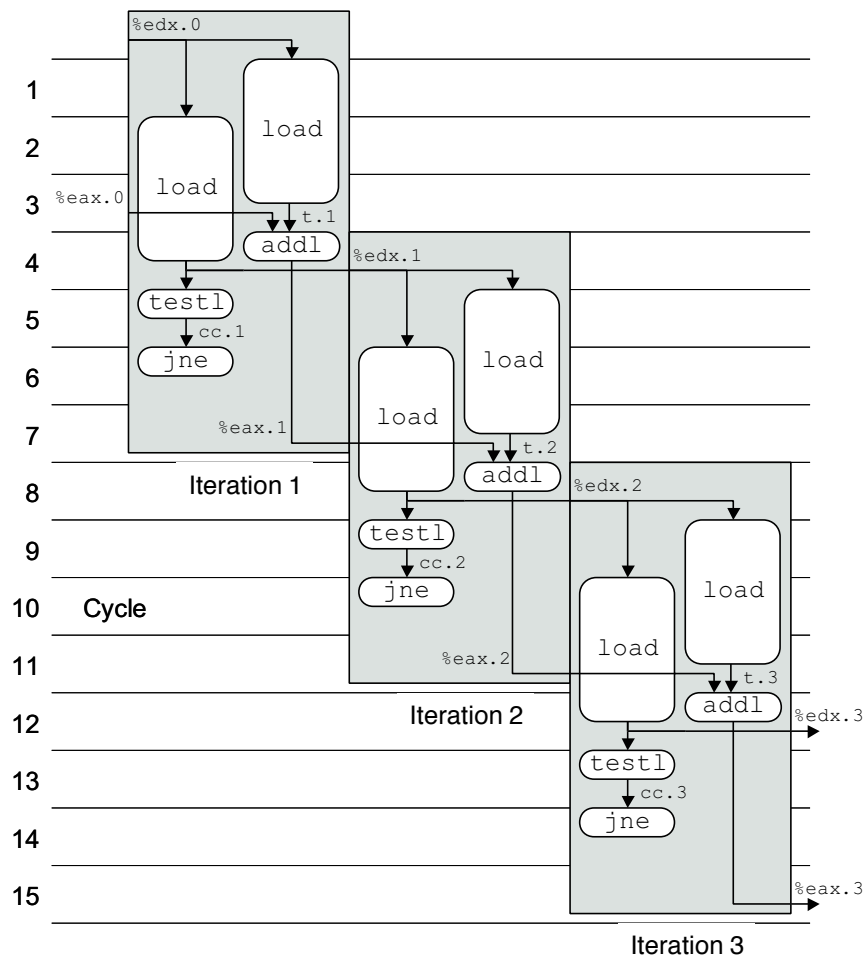 %edx.0
1
load
2
load
3
%eax.0
t.1
addl
4
%edx.1
testl
5
cc.1
load
jne
6
load
7
%eax.1
t.2
addl
Iteration 1
8
%edx.2
testl
9
cc.2
load
jne
10
Cycle
load
11
%eax.2
t.3
addl
Iteration 2
12
%edx.3
testl
13
cc.3
jne
14
15
%eax.3
Iteration 3